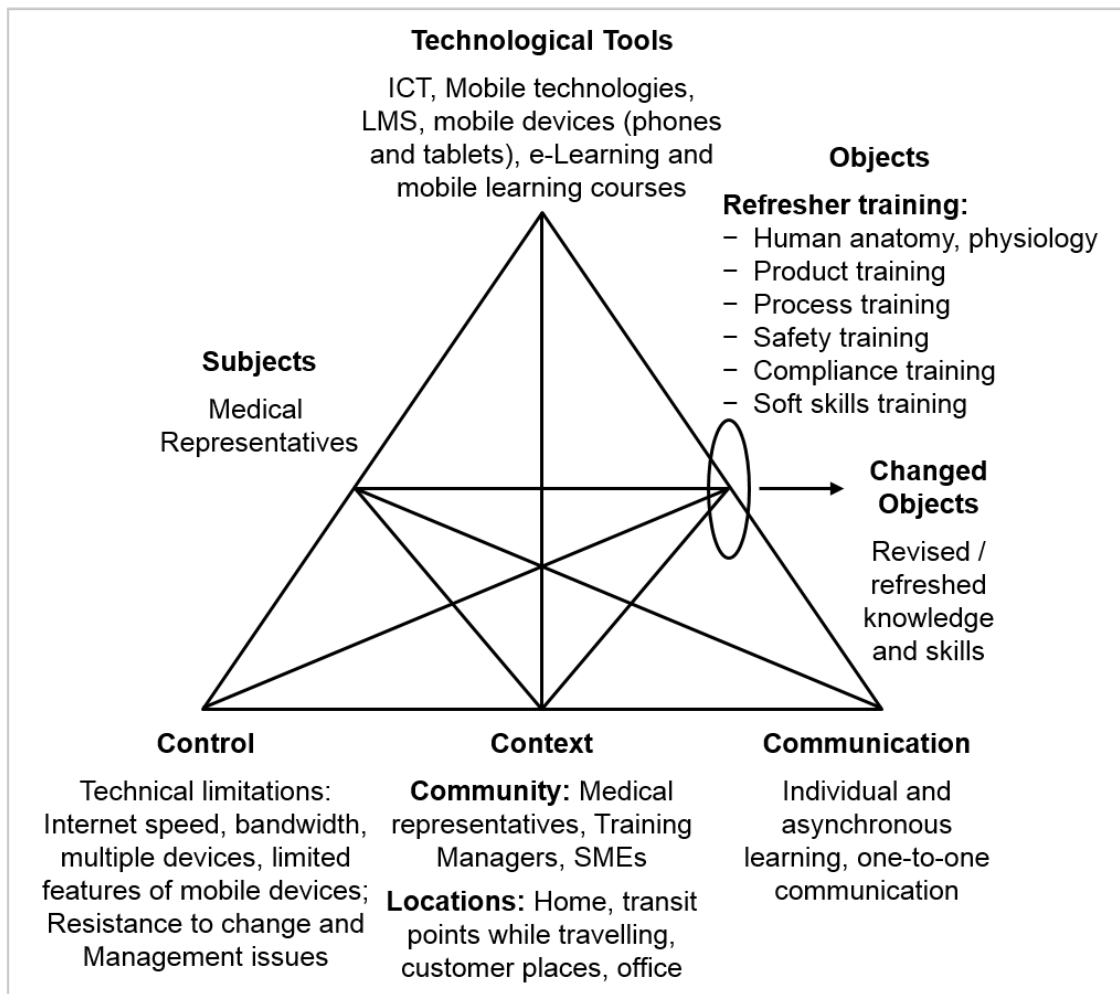 Technological Tools
ICT, Mobile technologies,
LMS, mobile devices (phones
and tablets), e-Learning and
mobile learning courses
Objects
Refresher training:
− Human anatomy, physiology
− Product training
− Process training
− Safety training
− Compliance training
− Soft skills training
Subjects
Medical
Representatives
Changed
Objects
Revised /
refreshed
knowledge
and skills
Control
Technical limitations:
Internet speed, bandwidth,
multiple devices, limited
features of mobile devices;
Resistance to change and
Management issues
Context
Community: Medical
representatives, Training
Managers, SMEs
Locations: Home, transit
points while travelling,
customer places, office
Communication
Individual and
asynchronous
learning, one-to-one
communication